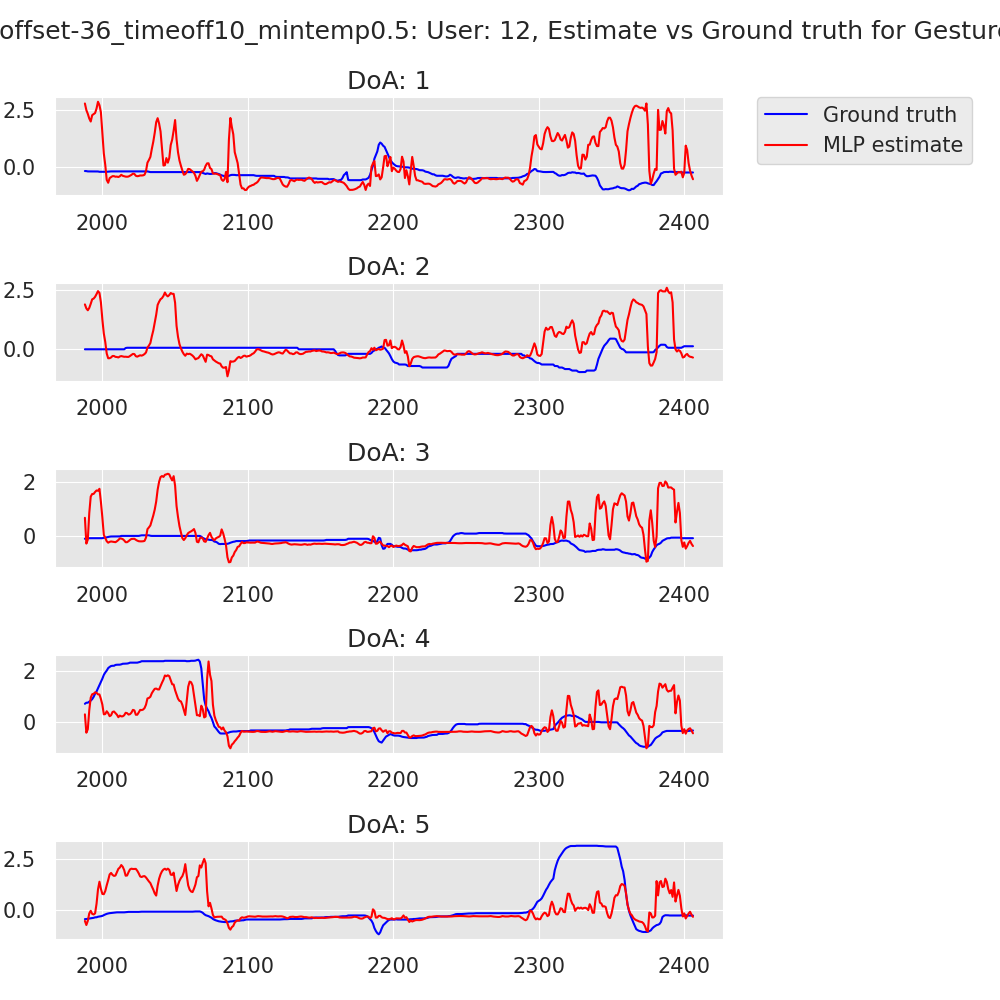 offset-36_timeoff10_mintemp0.5: User: 12, Estimate vs Ground truth for Gesture
DoA: 1
Ground truth
MLP estimate
2.5
0.0
2000 2100 2200 2300 2400
DoA: 2
2.5
0.0
2000 2100 2200 2300 2400
DoA: 3
2
0
2000 2100 2200 2300 2400
DoA: 4
2
0
2000 2100 2200 2300 2400
DoA: 5
2.5
0.0
2000 2100 2200 2300 2400